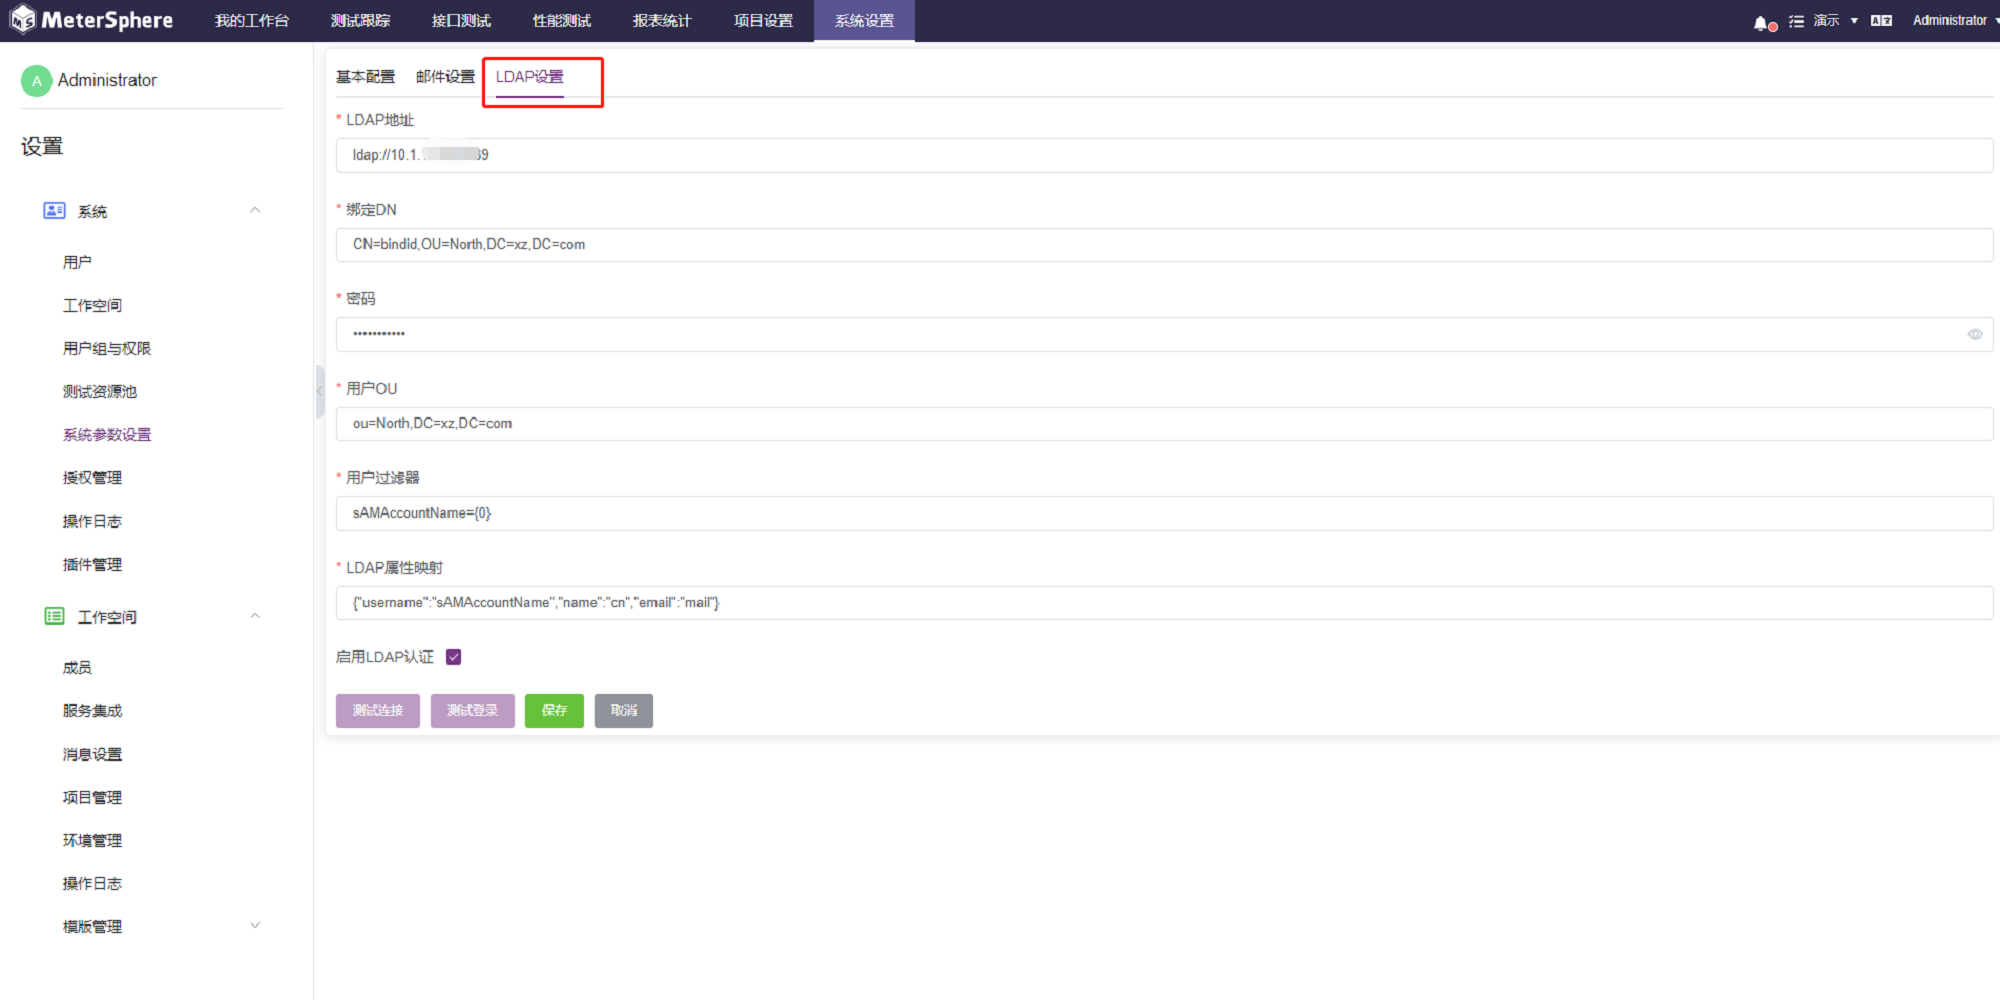 MeterSphere 我的工作台 测试跟踪 接口测试 性能测试 报表统计 项目设置 系统设置 演示 Administrator
A Administrator
设置
系统
用户
工作空间
用户组与权限
测试资源池
系统参数设置
授权管理
操作日志
插件管理
工作空间
成员
服务集成
消息设置
项目管理
环境管理
操作日志
模版管理
基本配置 邮件设置 LDAP设置
* LDAP地址
ldap://10.1. 9
* 绑定DN
CN=bindid,OU=North,DC=xz,DC=com
* 密码
•••••••••••
* 用户OU
ou=North,DC=xz,DC=com
* 用户过滤器
sAMAccountName={0}
* LDAP属性映射
{"username":"sAMAccountName","name":"cn","email":"mail"}
启用LDAP认证
测试连接 测试登录 保存 取消